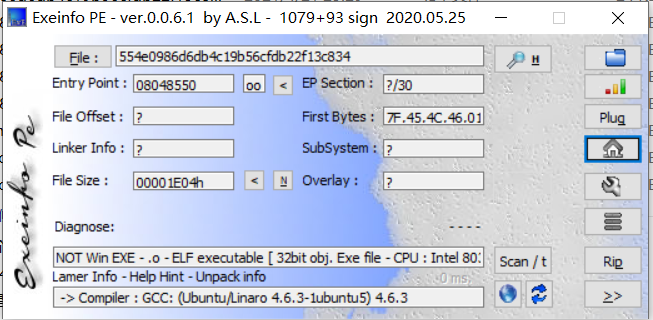 Exeinfo PE - ver.0.0.6.1 by A.S.L - 1079+93 sign 2020.05.25
File : 554e0986d6db4c19b56cfdb22f13c834 H
Entry Point : 08048550 oo < EP Section : ?/30
File Offset : ? First Bytes : 7F.45.4C.46.01 Plug
Linker Info : ? SubSystem : ?
File Size : 00001E04h < N Overlay : ?
Diagnose: ----
NOT Win EXE - .o - ELF executable [ 32bit obj. Exe file - CPU : Intel 80: Scan / t Rip
Lamer Info - Help Hint - Unpack info 0 ms.
-> Compiler : GCC: (Ubuntu/Linaro 4.6.3-1ubuntu5) 4.6.3 >>
Exeinfo Pe